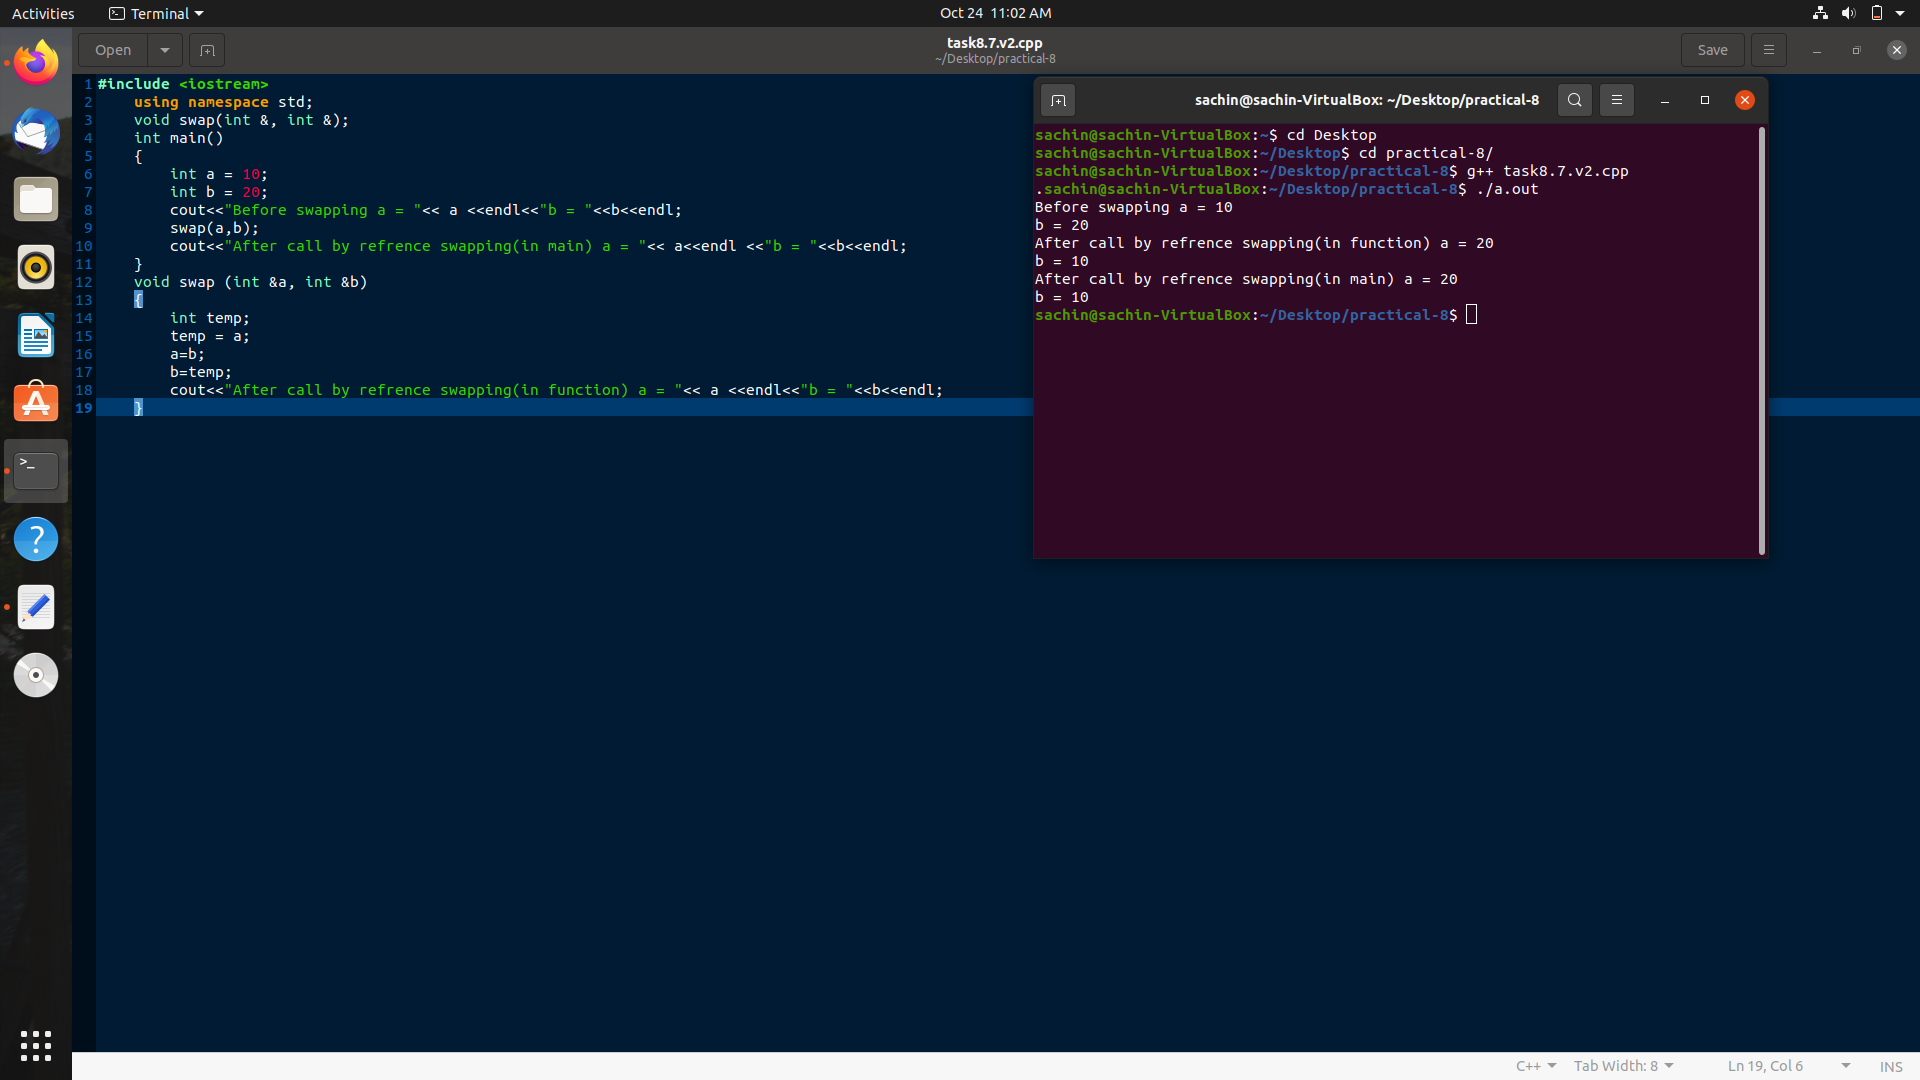 Activities Terminal Oct 24 11:02 AM
Open task8.7.v2.cpp Save
~/Desktop/practical-8
1 #include <iostream>
2 using namespace std;
3 void swap(int &, int &);
4 int main()
5 {
6 int a = 10;
7 int b = 20;
8 cout<<"Before swapping a = "<< a <<endl<<"b = "<<b<<endl;
9 swap(a,b);
10 cout<<"After call by refrence swapping(in main) a = "<< a<<endl <<"b = "<<b<<endl;
11 }
12 void swap (int &a, int &b)
13 {
14 int temp;
15 temp = a;
16 a=b;
17 b=temp;
18 cout<<"After call by refrence swapping(in function) a = "<< a <<endl<<"b = "<<b<<endl;
19 }
sachin@sachin-VirtualBox: ~/Desktop/practical-8
sachin@sachin-VirtualBox:~$ cd Desktop
sachin@sachin-VirtualBox:~/Desktop$ cd practical-8/
sachin@sachin-VirtualBox:~/Desktop/practical-8$ g++ task8.7.v2.cpp
.sachin@sachin-VirtualBox:~/Desktop/practical-8$ ./a.out
Before swapping a = 10
b = 20
After call by refrence swapping(in function) a = 20
b = 10
After call by refrence swapping(in main) a = 20
b = 10
sachin@sachin-VirtualBox:~/Desktop/practical-8$
C++ Tab Width: 8 Ln 19, Col 6 INS